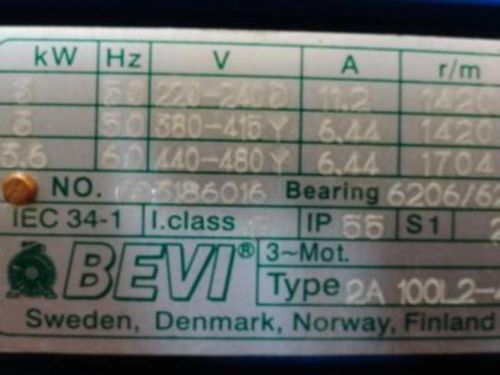 kW Hz V A r/m
3 50 220-240 D 11.2 1420
3 50 380-415 Y 6.44 1420
3.6 60 440-480 Y 6.44 1704
NO. Bearing 6206/6
IEC 34-1 I.class IP 55 S1 2
BEVI® 3~Mot.
Type 2A 100L2-
Sweden, Denmark, Norway, Finland